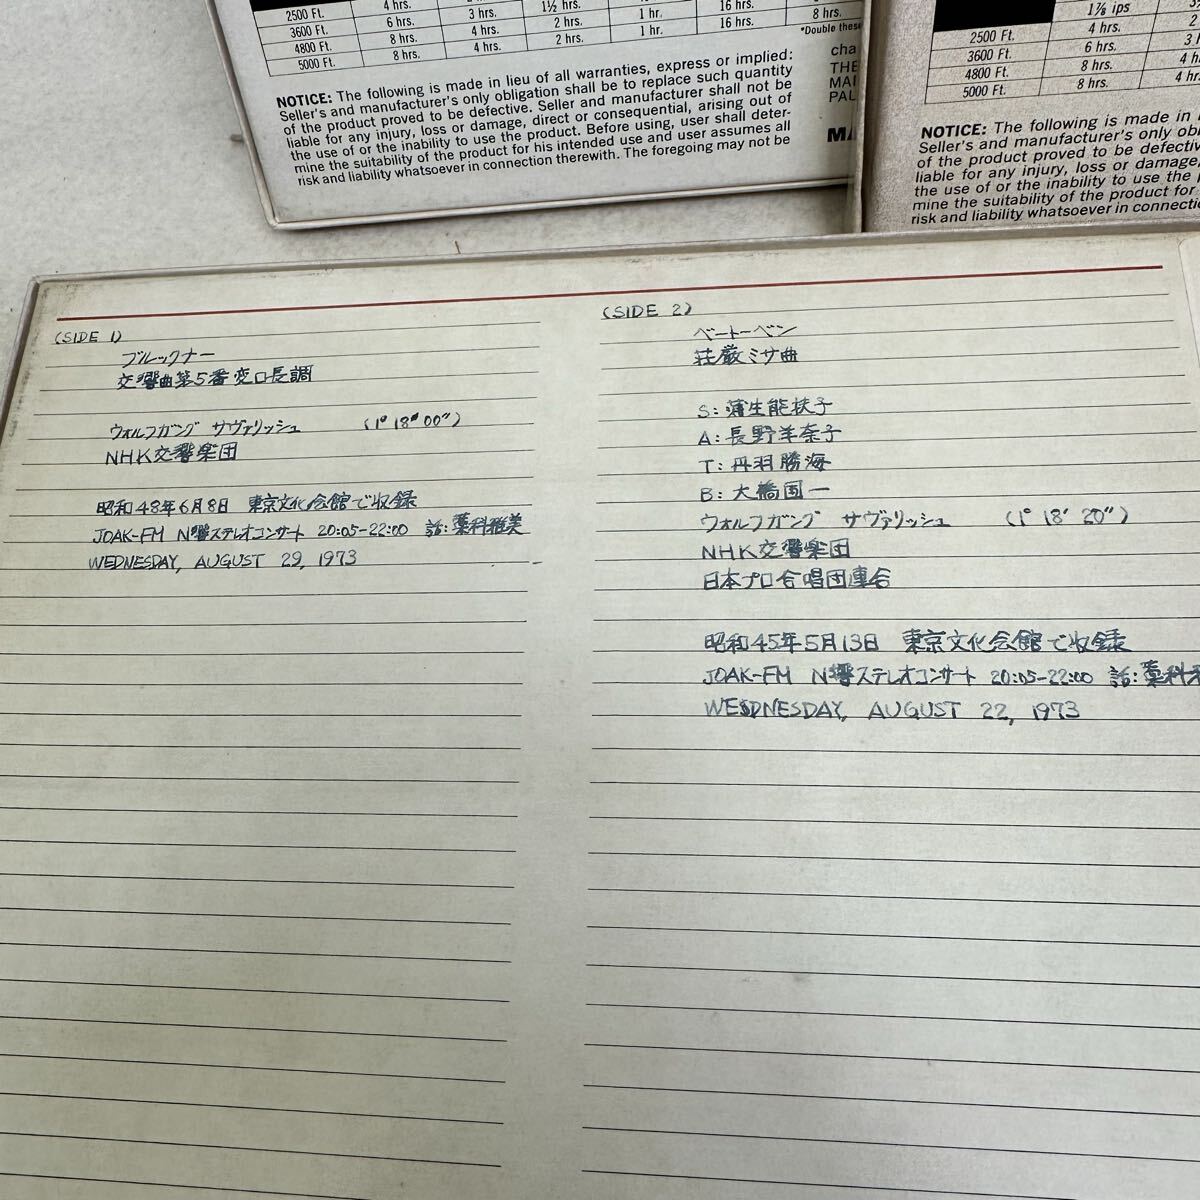 2500 Ft. 4 hrs. 1½ hrs. 16 hrs.
3600 Ft. 6 hrs. 3 hrs. 2 hrs. 1 hr. 16 hrs. 8 hrs.
4800 Ft. 8 hrs. 4 hrs. 2 hrs. 1 hr.
5000 Ft. 8 hrs. 4 hrs.
*Double these
NOTICE: The following is made in lieu of all warranties, express or implied:
Seller's and manufacturer's only obligation shall be to replace such quantity
of the product proved to be defective. Seller and manufacturer shall not be
liable for any injury, loss or damage, direct or consequential, arising out of
the use of or the inability to use the product. Before using, user shall deter-
mine the suitability of the product for his intended use and user assumes all
risk and liability whatsoever in connection therewith. The foregoing may not be
cha
THE
MAI
PAL
MA
1⅞ ips
2500 Ft. 4 hrs.
3600 Ft. 6 hrs.
4800 Ft. 8 hrs.
5000 Ft. 8 hrs.
NOTICE: The following is made in
Seller's and manufacturer's only ob
of the product proved to be defectiv
liable for any injury, loss or damage,
the use of or the inability to use the
mine the suitability of the product for
risk and liability whatsoever in connecti
(SIDE 1)
ブルックナー
交響曲第5番変ロ長調
ウォルフガング サヴァリッシュ (1° 18' 00")
NHK交響楽団
昭和48年6月8日 東京文化会館で収録
JOAK-FM N響ステレオコンサート 20:05-22:00 話:藁科雅美
WEDNESDAY, AUGUST 29, 1973
(SIDE 2)
ベートーベン
荘厳ミサ曲
S:蒲生能扶子
A:長野羊奈子
T:丹羽勝海
B:大橋国一
ウォルフガング サヴァリッシュ (1° 18' 20")
NHK交響楽団
日本プロ合唱団連合
昭和45年5月13日 東京文化会館で収録
JOAK-FM N響ステレオコンサート 20:05-22:00 話:藁科
WEDNESDAY, AUGUST 22, 1973